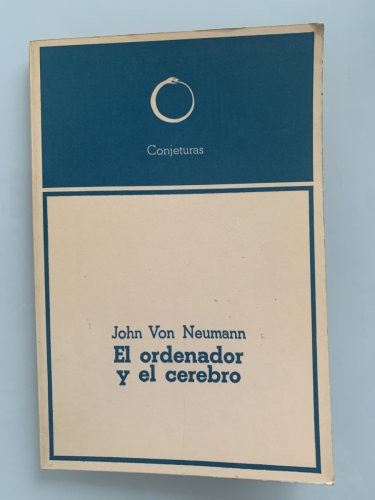 Conjeturas
John Von Neumann
El ordenador
y el cerebro